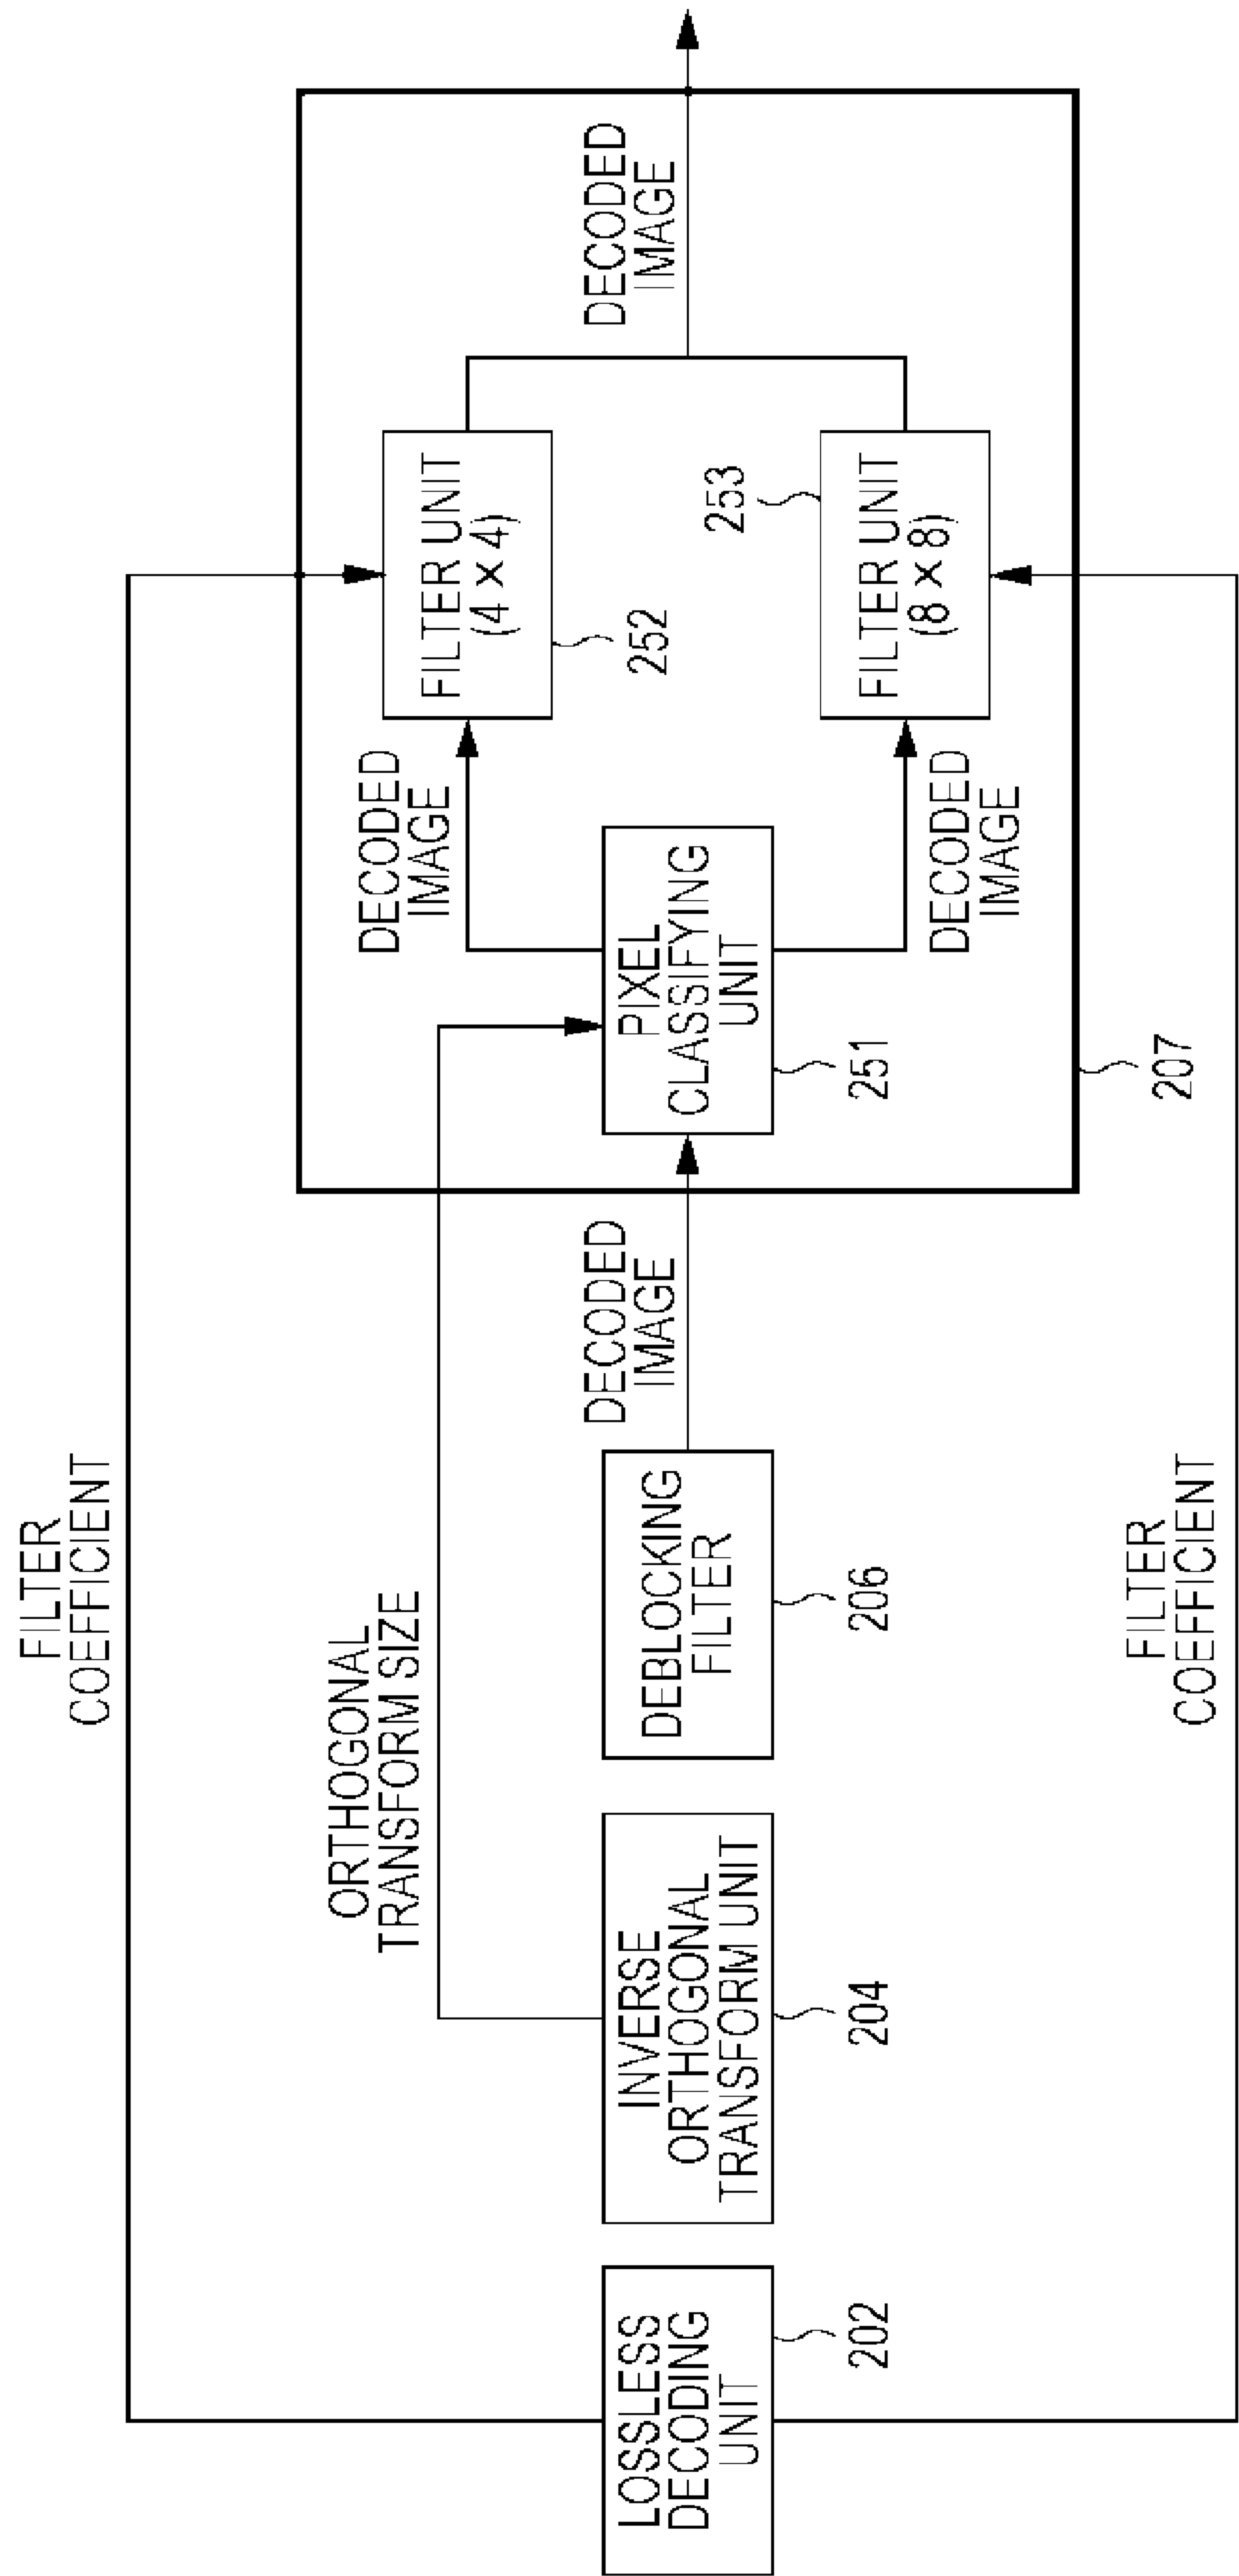 FILTER
COEFFICIENT
ORTHOGONAL
TRANSFORM SIZE
LOSSLESS
DECODING
UNIT
202
INVERSE
ORTHOGONAL
TRANSFORM UNIT
204
DEBLOCKING
FILTER
206
DECODED
IMAGE
PIXEL
CLASSIFYING
UNIT
251
DECODED
IMAGE
FILTER UNIT
(4 × 4)
252
DECODED
IMAGE
FILTER UNIT
(8 × 8)
253
DECODED
IMAGE
207
FILTER
COEFFICIENT